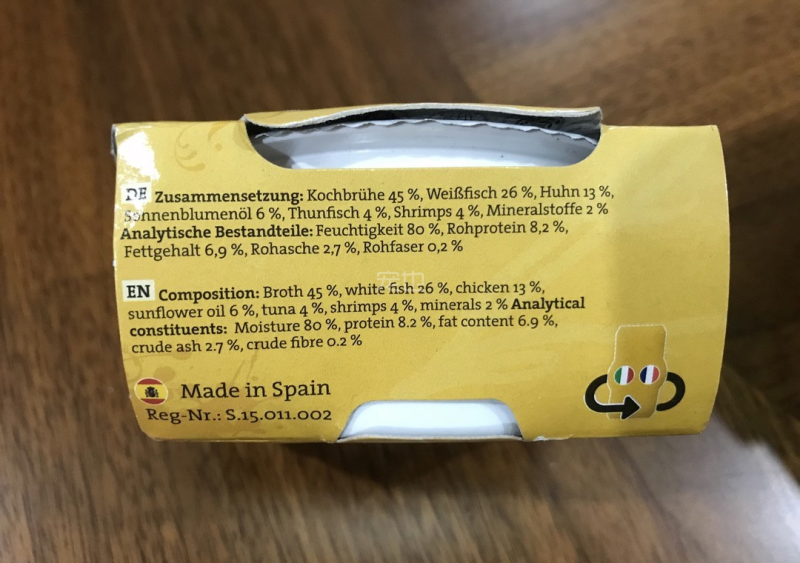 DE Zusammensetzung: Kochbrühe 45 %, Weißfisch 26 %, Huhn 13 %,
Sonnenblumenöl 6 %, Thunfisch 4 %, Shrimps 4 %, Mineralstoffe 2 %
Analytische Bestandteile: Feuchtigkeit 80 %, Rohprotein 8,2 %,
Fettgehalt 6,9 %, Rohasche 2,7 %, Rohfaser 0,2 %
EN Composition: Broth 45 %, white fish 26 %, chicken 13 %,
sunflower oil 6 %, tuna 4 %, shrimps 4 %, minerals 2 % Analytical
constituents: Moisture 80 %, protein 8.2 %, fat content 6.9 %,
crude ash 2.7 %, crude fibre 0.2 %
Made in Spain
Reg-Nr.: S.15.011.002